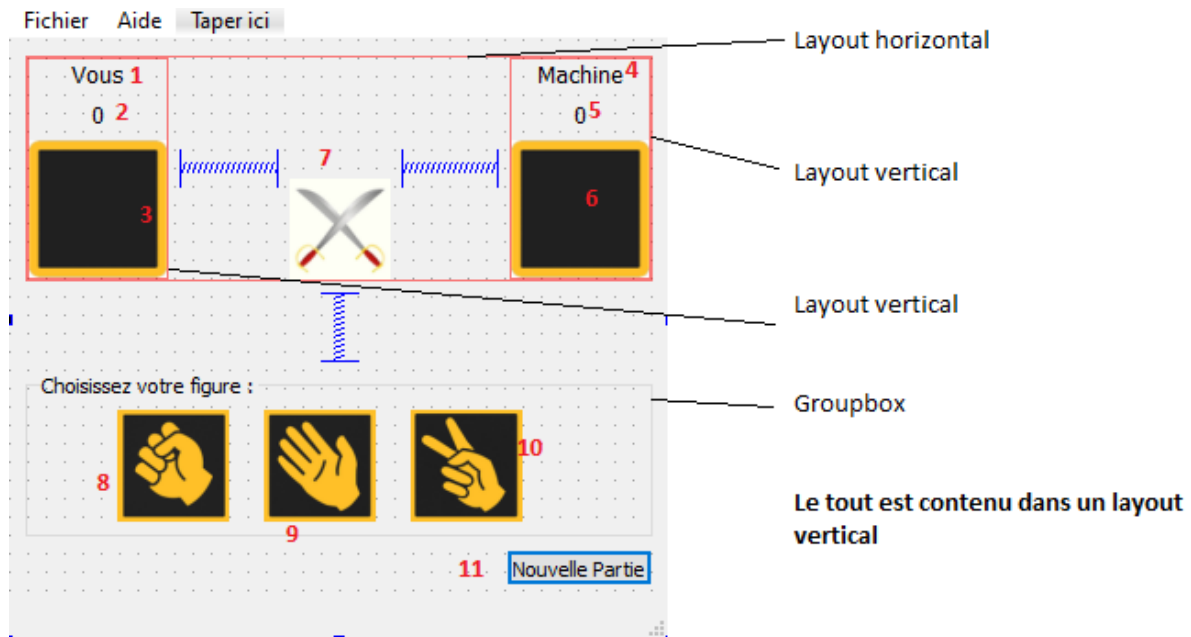 Fichier Aide Taper ici
Layout horizontal
Vous 1
Machine 4
0 2
0 5
7
Layout vertical
3
6
Layout vertical
Choisissez votre figure :
Groupbox
10
8
9
Le tout est contenu dans un layout
vertical
11 Nouvelle Partie